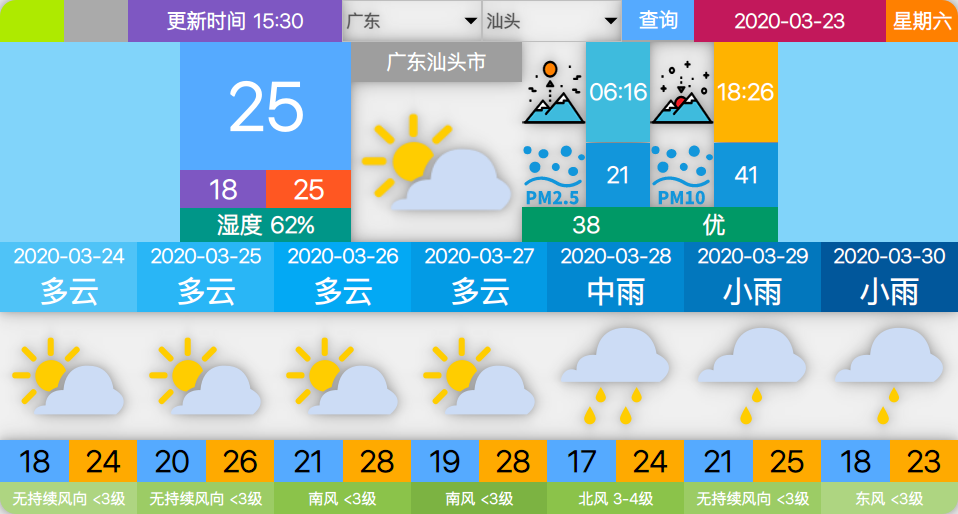 更新时间 15:30 广东 汕头 查询 2020-03-23 星期六
广东汕头市
25
06:16 18:26
18 25
21 41
PM2.5 PM10
湿度 62%
38 优
2020-03-24 2020-03-25 2020-03-26 2020-03-27 2020-03-28 2020-03-29 2020-03-30
多云 多云 多云 多云 中雨 小雨 小雨
18 24 20 26 21 28 19 28 17 24 21 25 18 23
无持续风向 <3级 无持续风向 <3级 南风 <3级 南风 <3级 北风 3-4级 无持续风向 <3级 东风 <3级